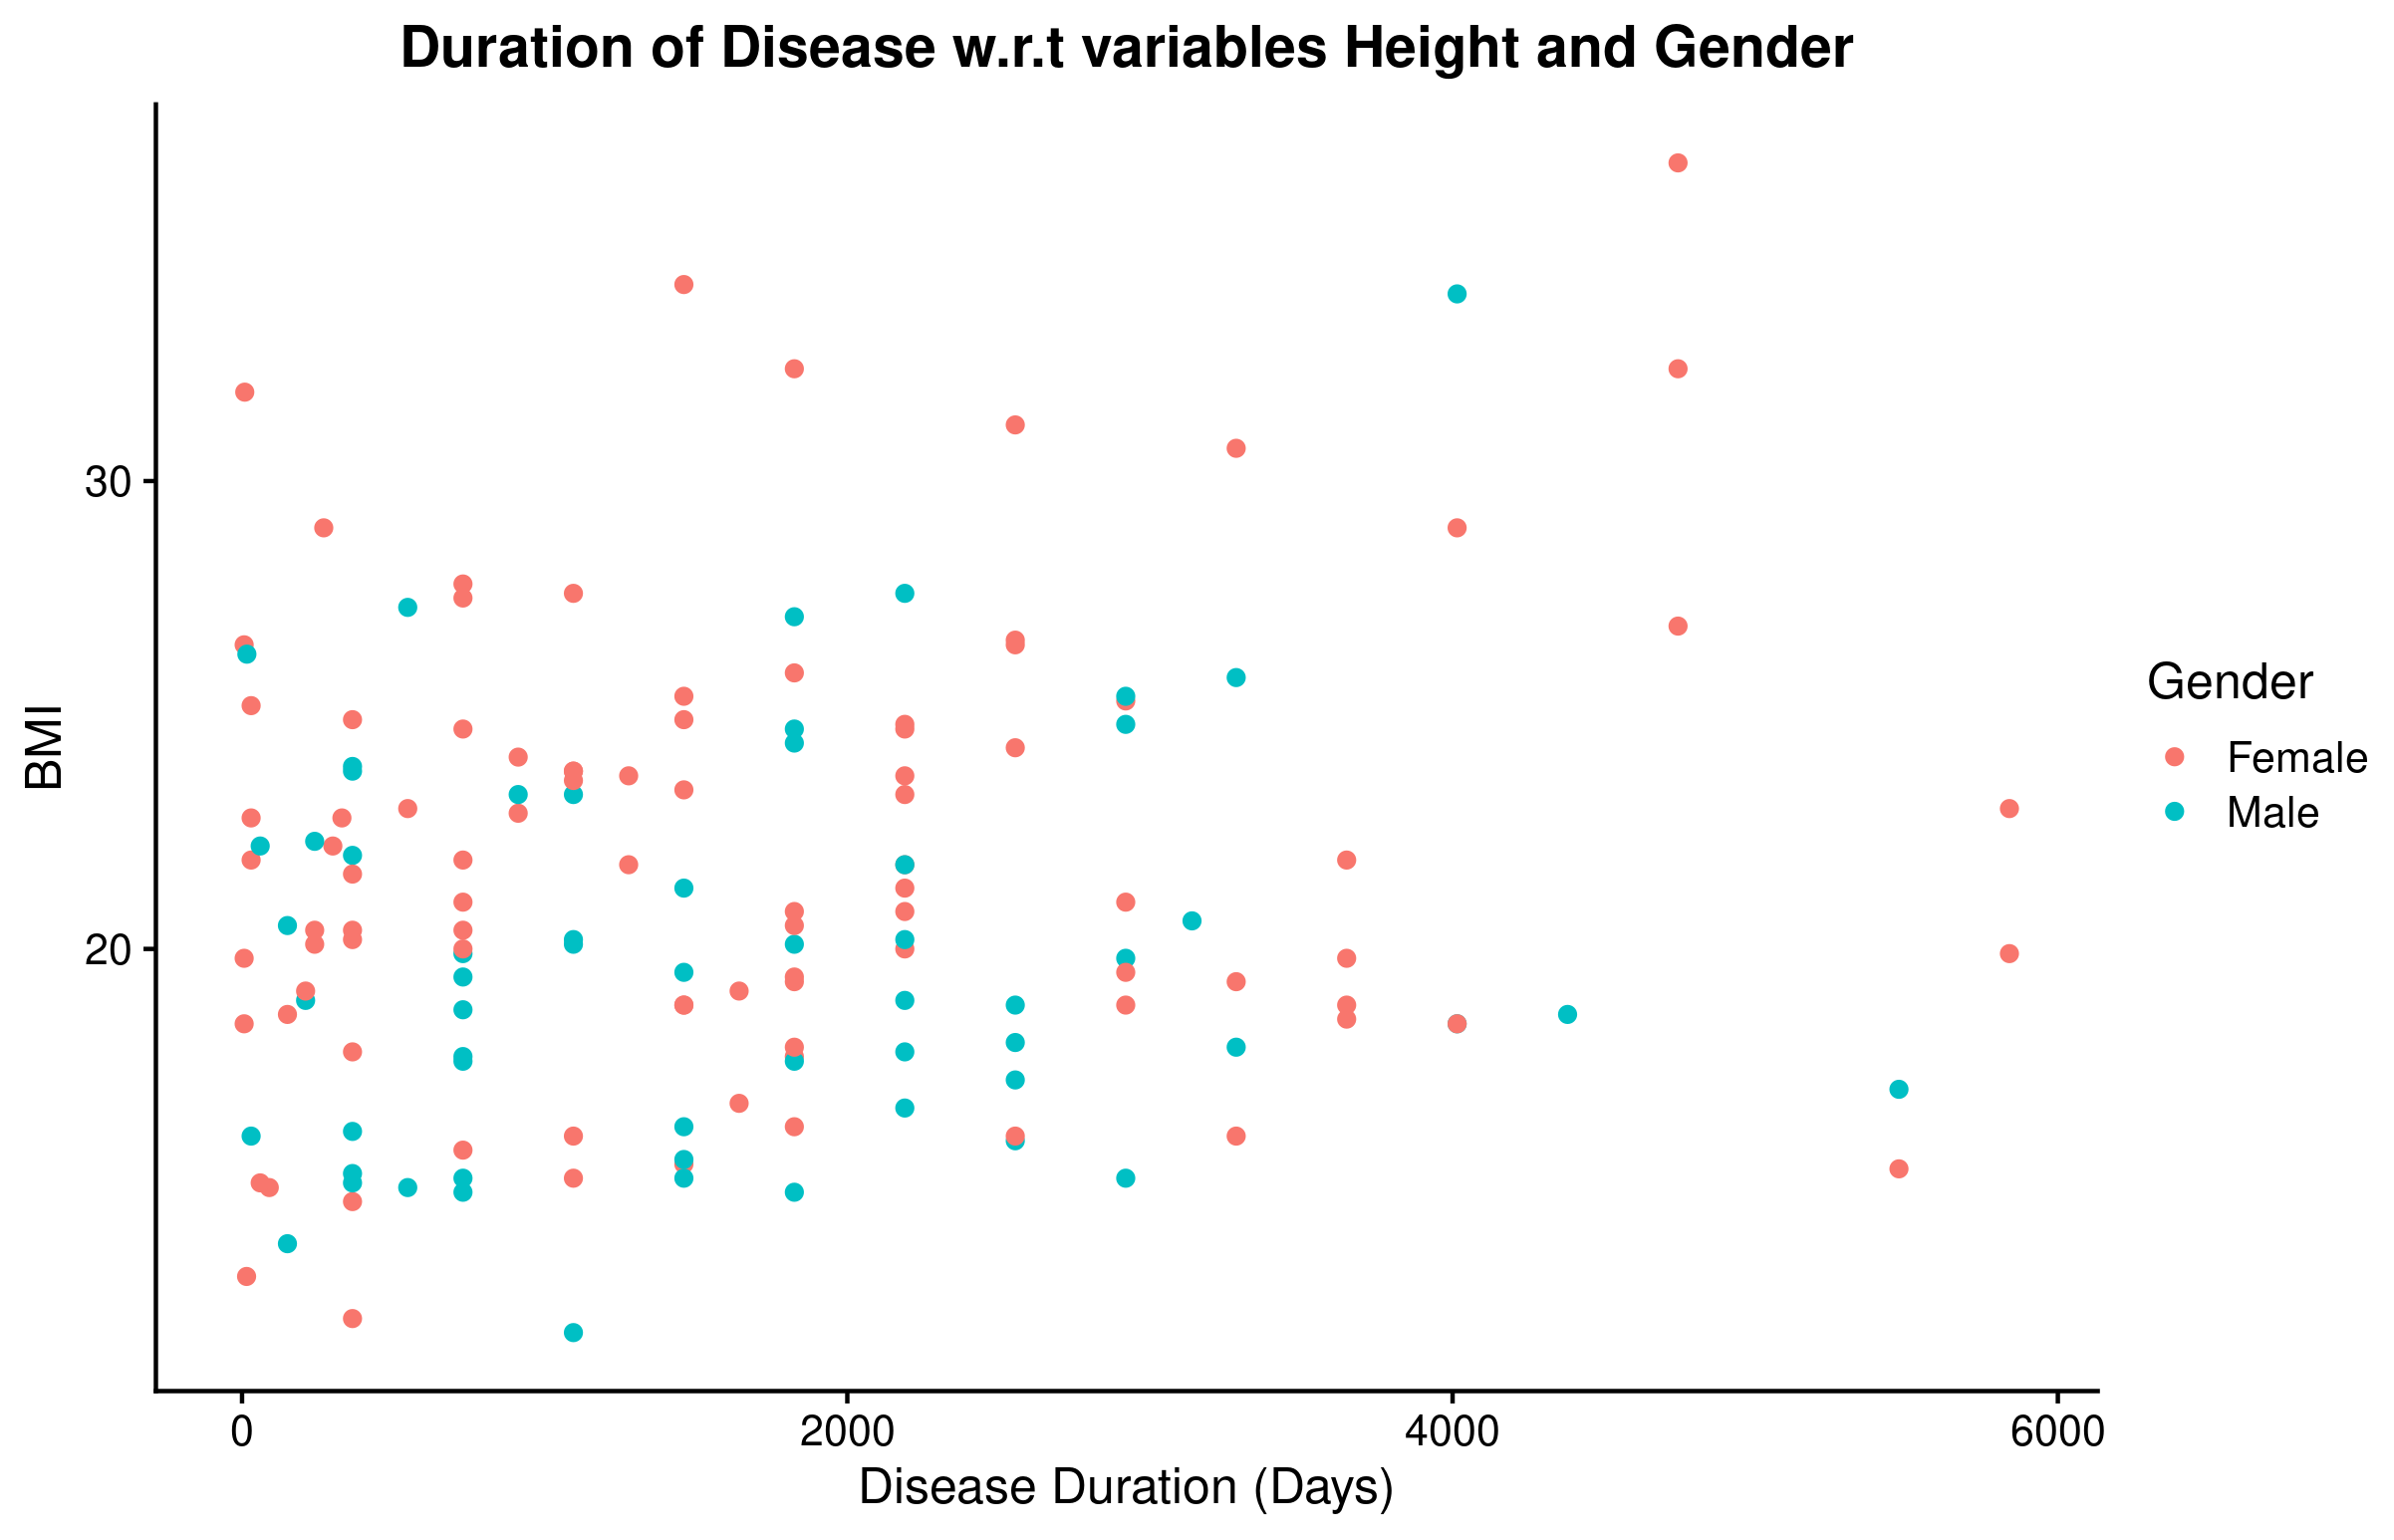 Duration of Disease w.r.t variables Height and Gender
BMI
30
20
0 2000 4000 6000
Disease Duration (Days)
Gender
Female
Male